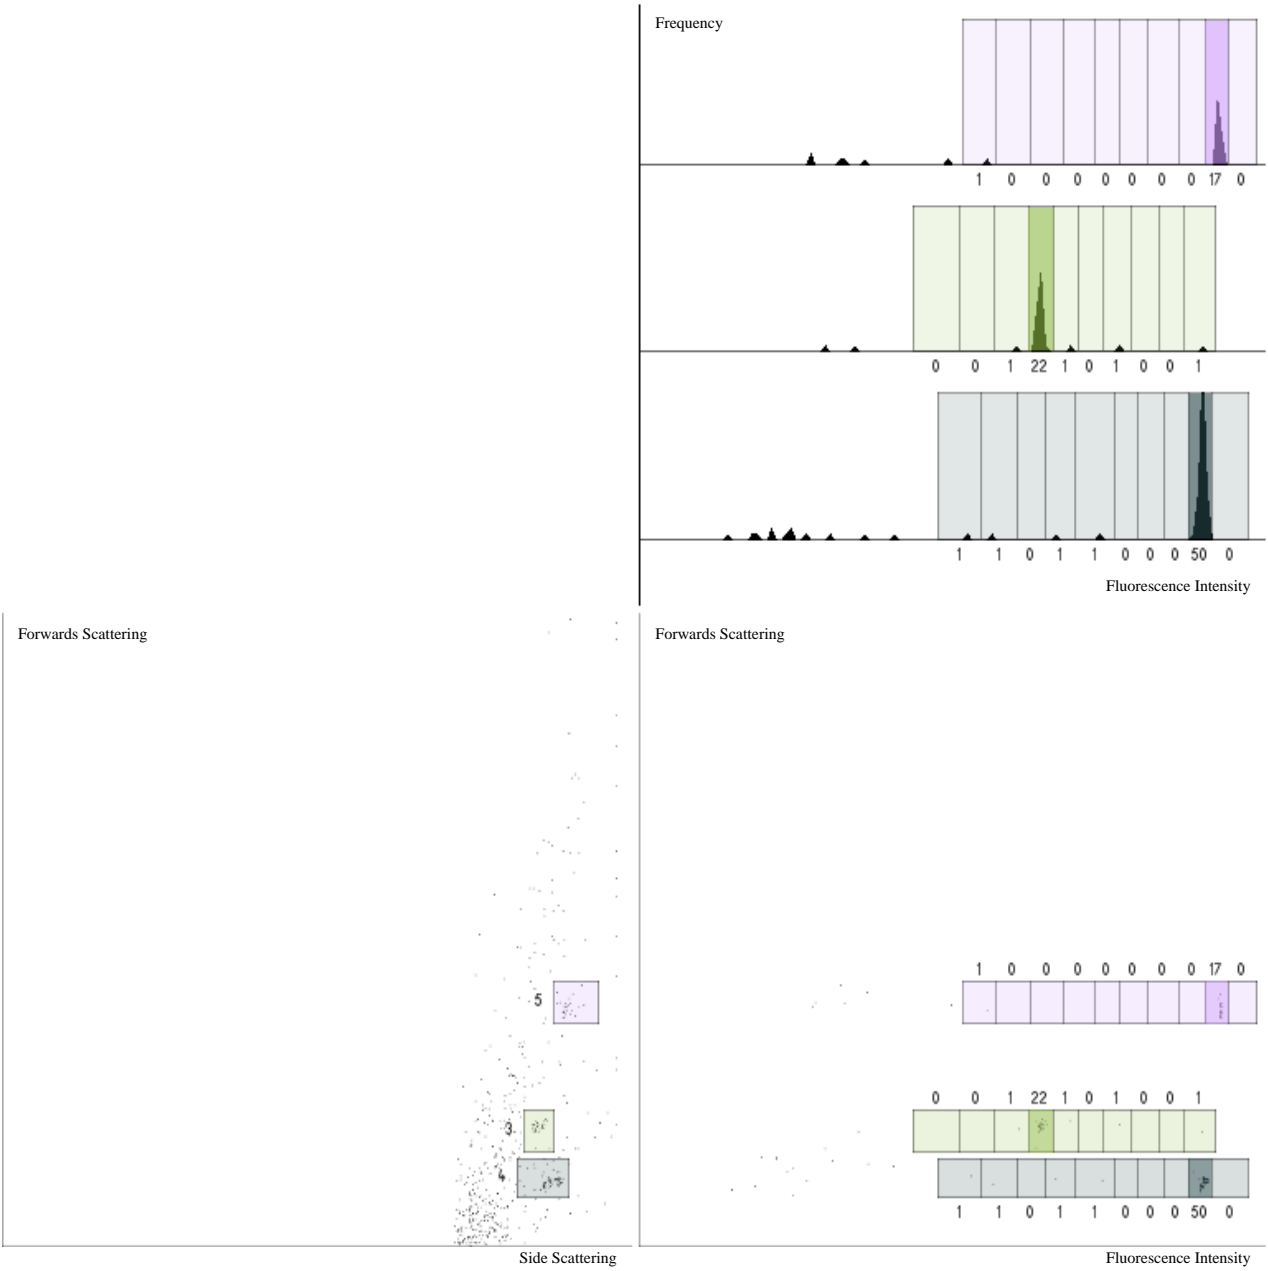 Frequency
1 0 0 0 0 0 0 0 17 0
0 0 1 22 1 0 1 0 0 1
1 1 0 1 1 0 0 0 50 0
Fluorescence Intensity
Forwards Scattering
5
3
4
Side Scattering
Forwards Scattering
1 0 0 0 0 0 0 0 17 0
0 0 1 22 1 0 1 0 0 1
1 1 0 1 1 0 0 0 50 0
Fluorescence Intensity